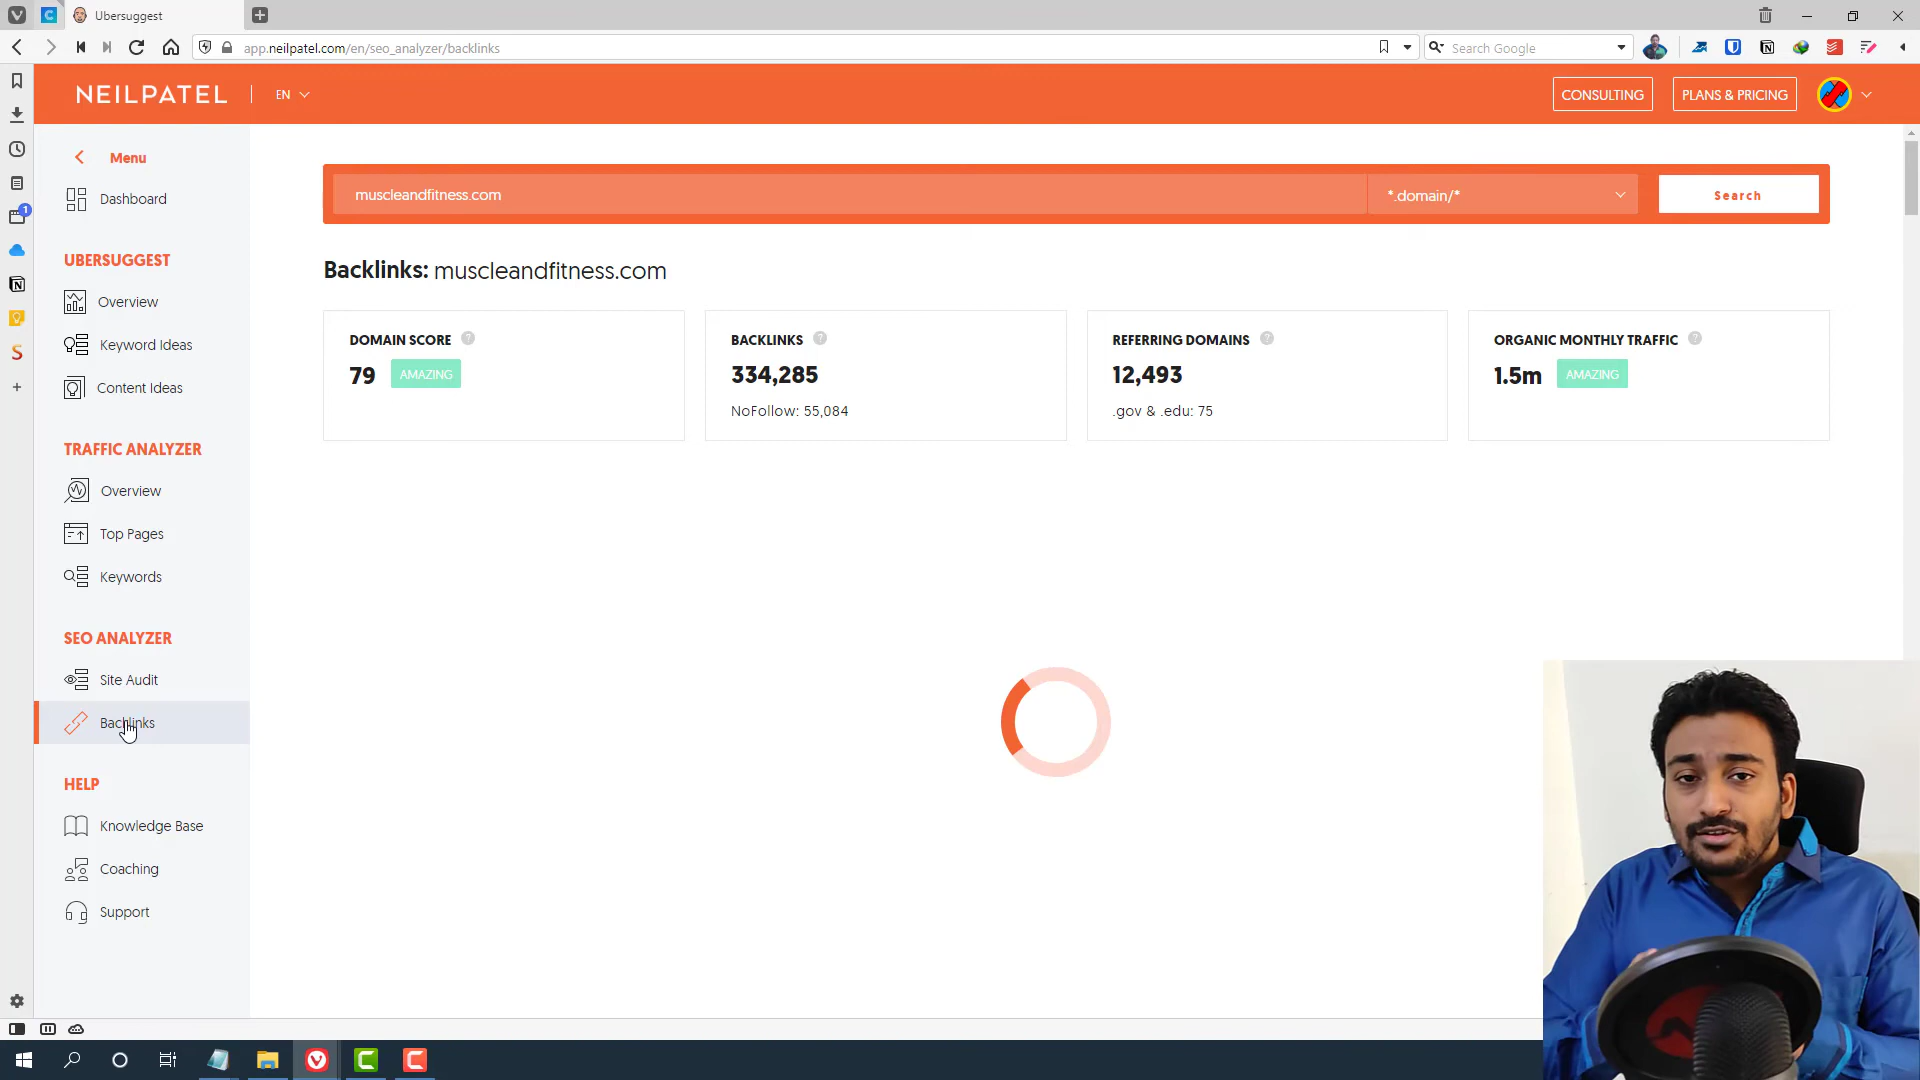 Ubersuggest
app.neilpatel.com/en/seo_analyzer/backlinks
Search Google
NEILPATEL
EN
CONSULTING
PLANS & PRICING
Menu
Dashboard
UBERSUGGEST
Overview
Keyword Ideas
Content Ideas
TRAFFIC ANALYZER
Overview
Top Pages
Keywords
SEO ANALYZER
Site Audit
Backlinks
HELP
Knowledge Base
Coaching
Support
muscleandfitness.com
*.domain/*
Search
Backlinks: muscleandfitness.com
DOMAIN SCORE ?
79 AMAZING
BACKLINKS ?
334,285
NoFollow: 55,084
REFERRING DOMAINS ?
12,493
.gov & .edu: 75
ORGANIC MONTHLY TRAFFIC ?
1.5m AMAZING